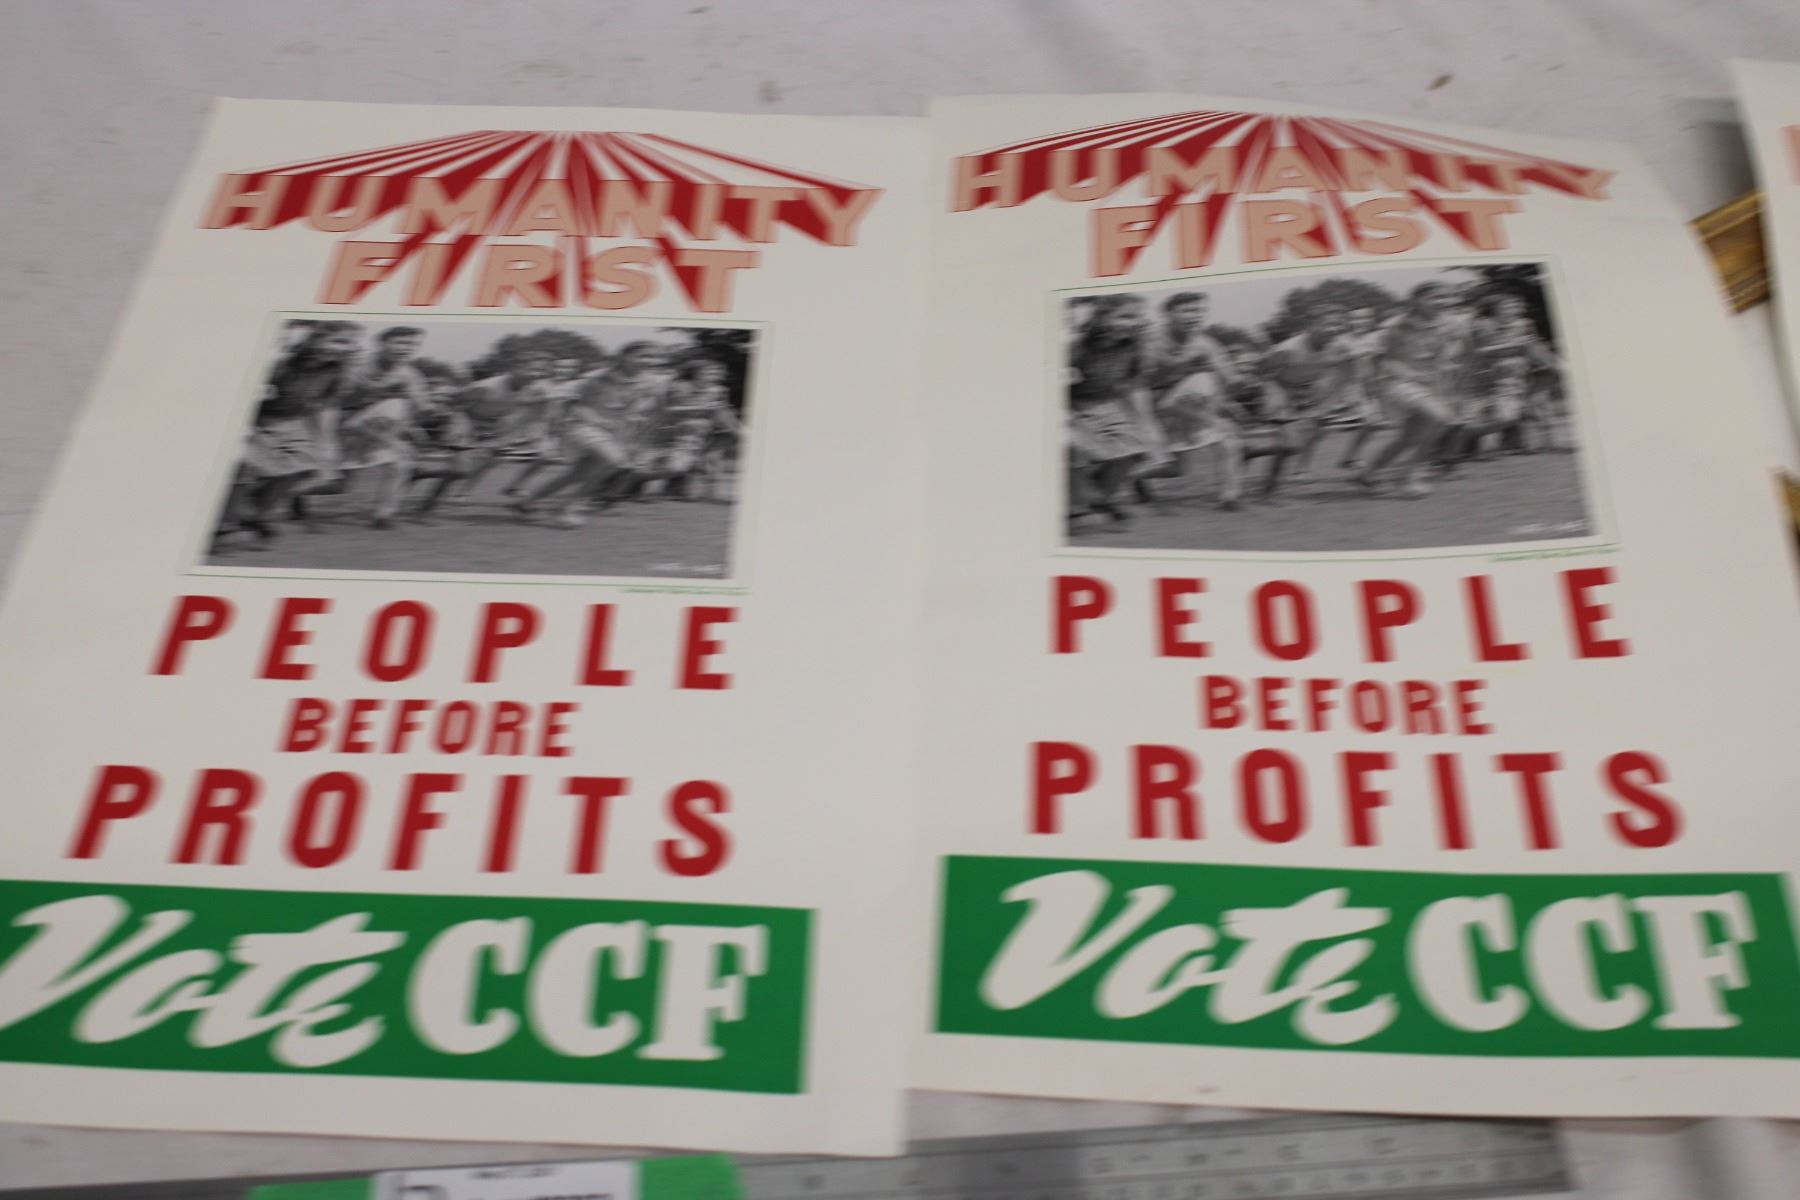 HUMANITY
FIRST
PEOPLE
BEFORE
PROFITS
Vote CCF
HUMANITY
FIRST
PEOPLE
BEFORE
PROFITS
Vote CCF